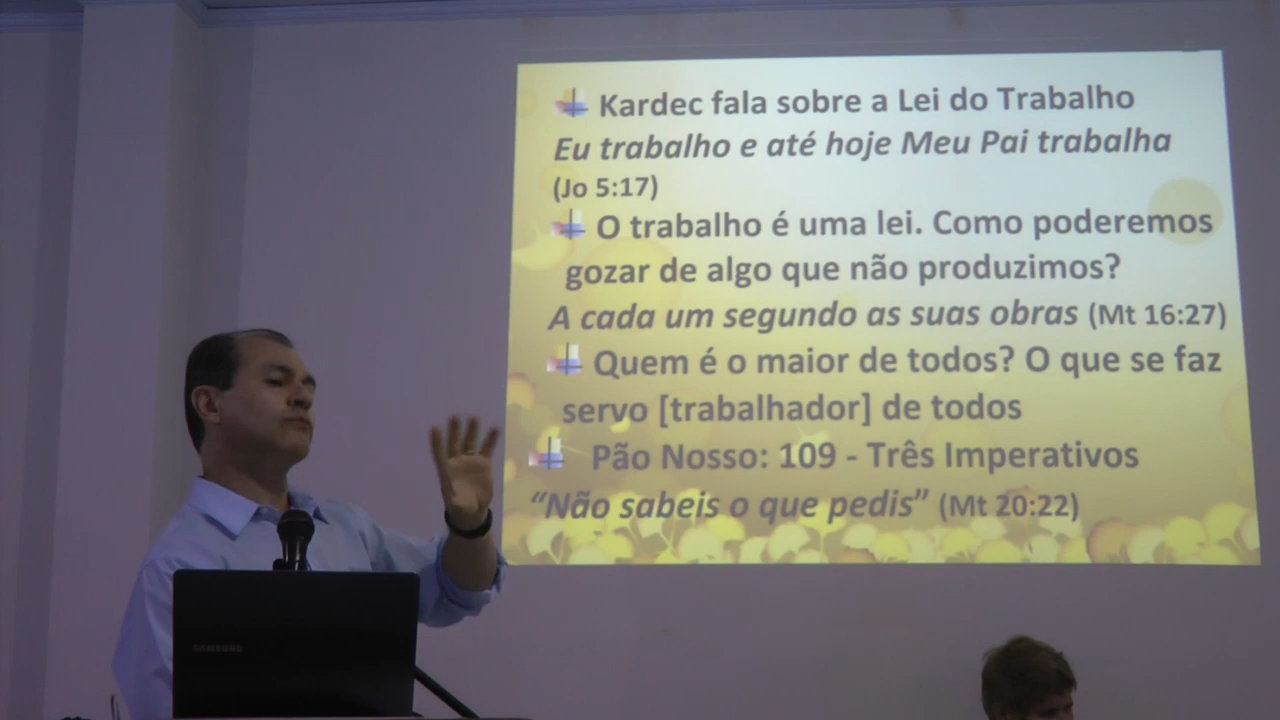 Kardec fala sobre a Lei do Trabalho
Eu trabalho e até hoje Meu Pai trabalha
(Jo 5:17)
O trabalho é uma lei. Como poderemos
gozar de algo que não produzimos?
A cada um segundo as suas obras (Mt 16:27)
Quem é o maior de todos? O que se faz
servo [trabalhador] de todos
Pão Nosso: 109 - Três Imperativos
“Não sabeis o que pedis” (Mt 20:22)
SAMSUNG